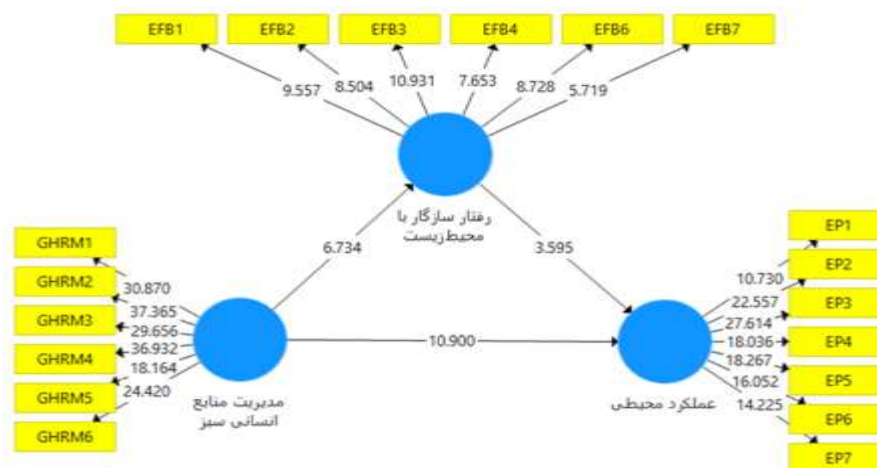 EFB1 EFB2 EFB3 EFB4 EFB6 EFB7
9.557 8.504 10.931 7.653 8.728 5.719
رفتار سازگار با
محیط‌زیست
6.734 3.595
GHRM1
GHRM2
GHRM3
GHRM4
GHRM5
GHRM6
30.870
37.365
29.656
36.932
18.164
24.420
مدیریت منابع
انسانی سبز
10.900
عملکرد محیطی
10.730
22.557
27.614
18.036
18.267
16.052
14.225
EP1
EP2
EP3
EP4
EP5
EP6
EP7